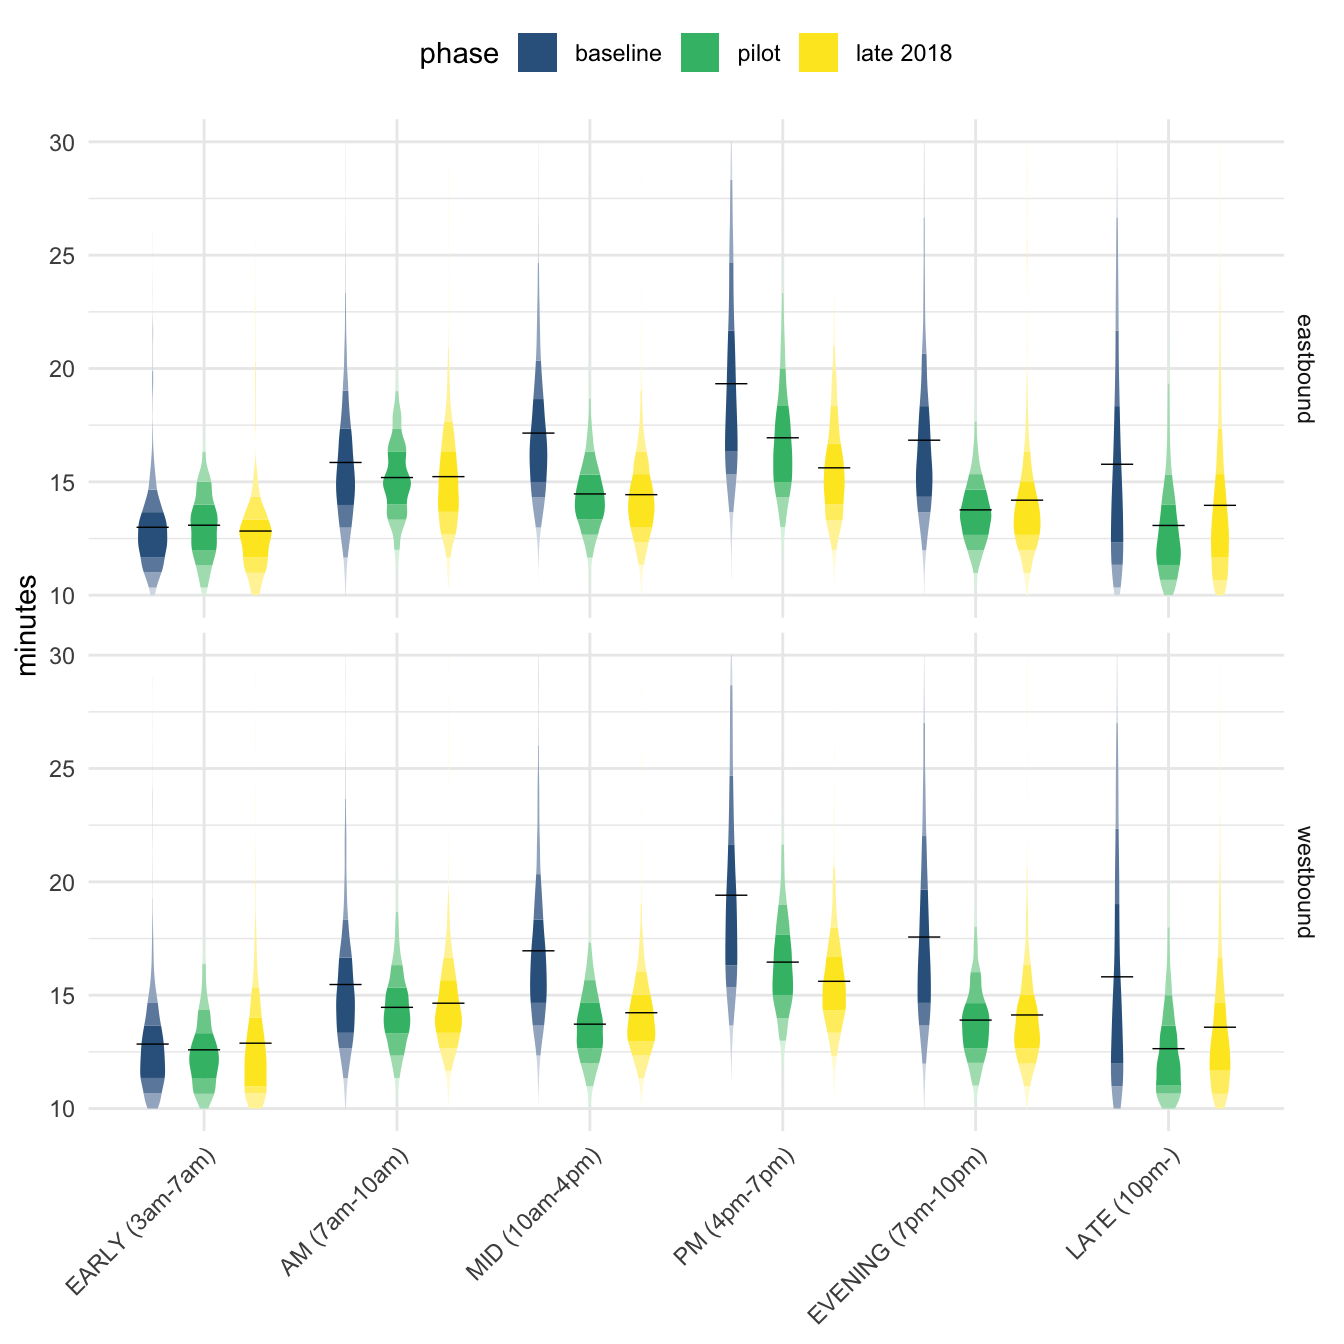 phase baseline pilot late 2018
30
25
20
15
10
eastbound
minutes
30
25
20
15
10
westbound
EARLY (3am-7am)
AM (7am-10am)
MID (10am-4pm)
PM (4pm-7pm)
EVENING (7pm-10pm)
LATE (10pm-)